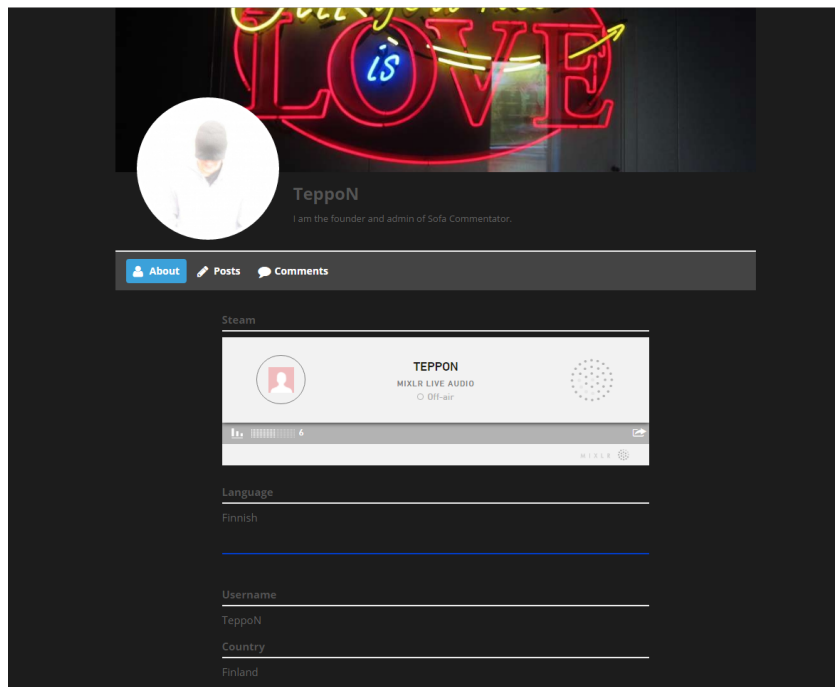 is
LOVE
TeppoN
I am the founder and admin of Sofa Commentator.
About Posts Comments
Steam
TEPPON
MIXLR LIVE AUDIO
Off-air
6
MIXLR
Language
Finnish
Username
TeppoN
Country
Finland